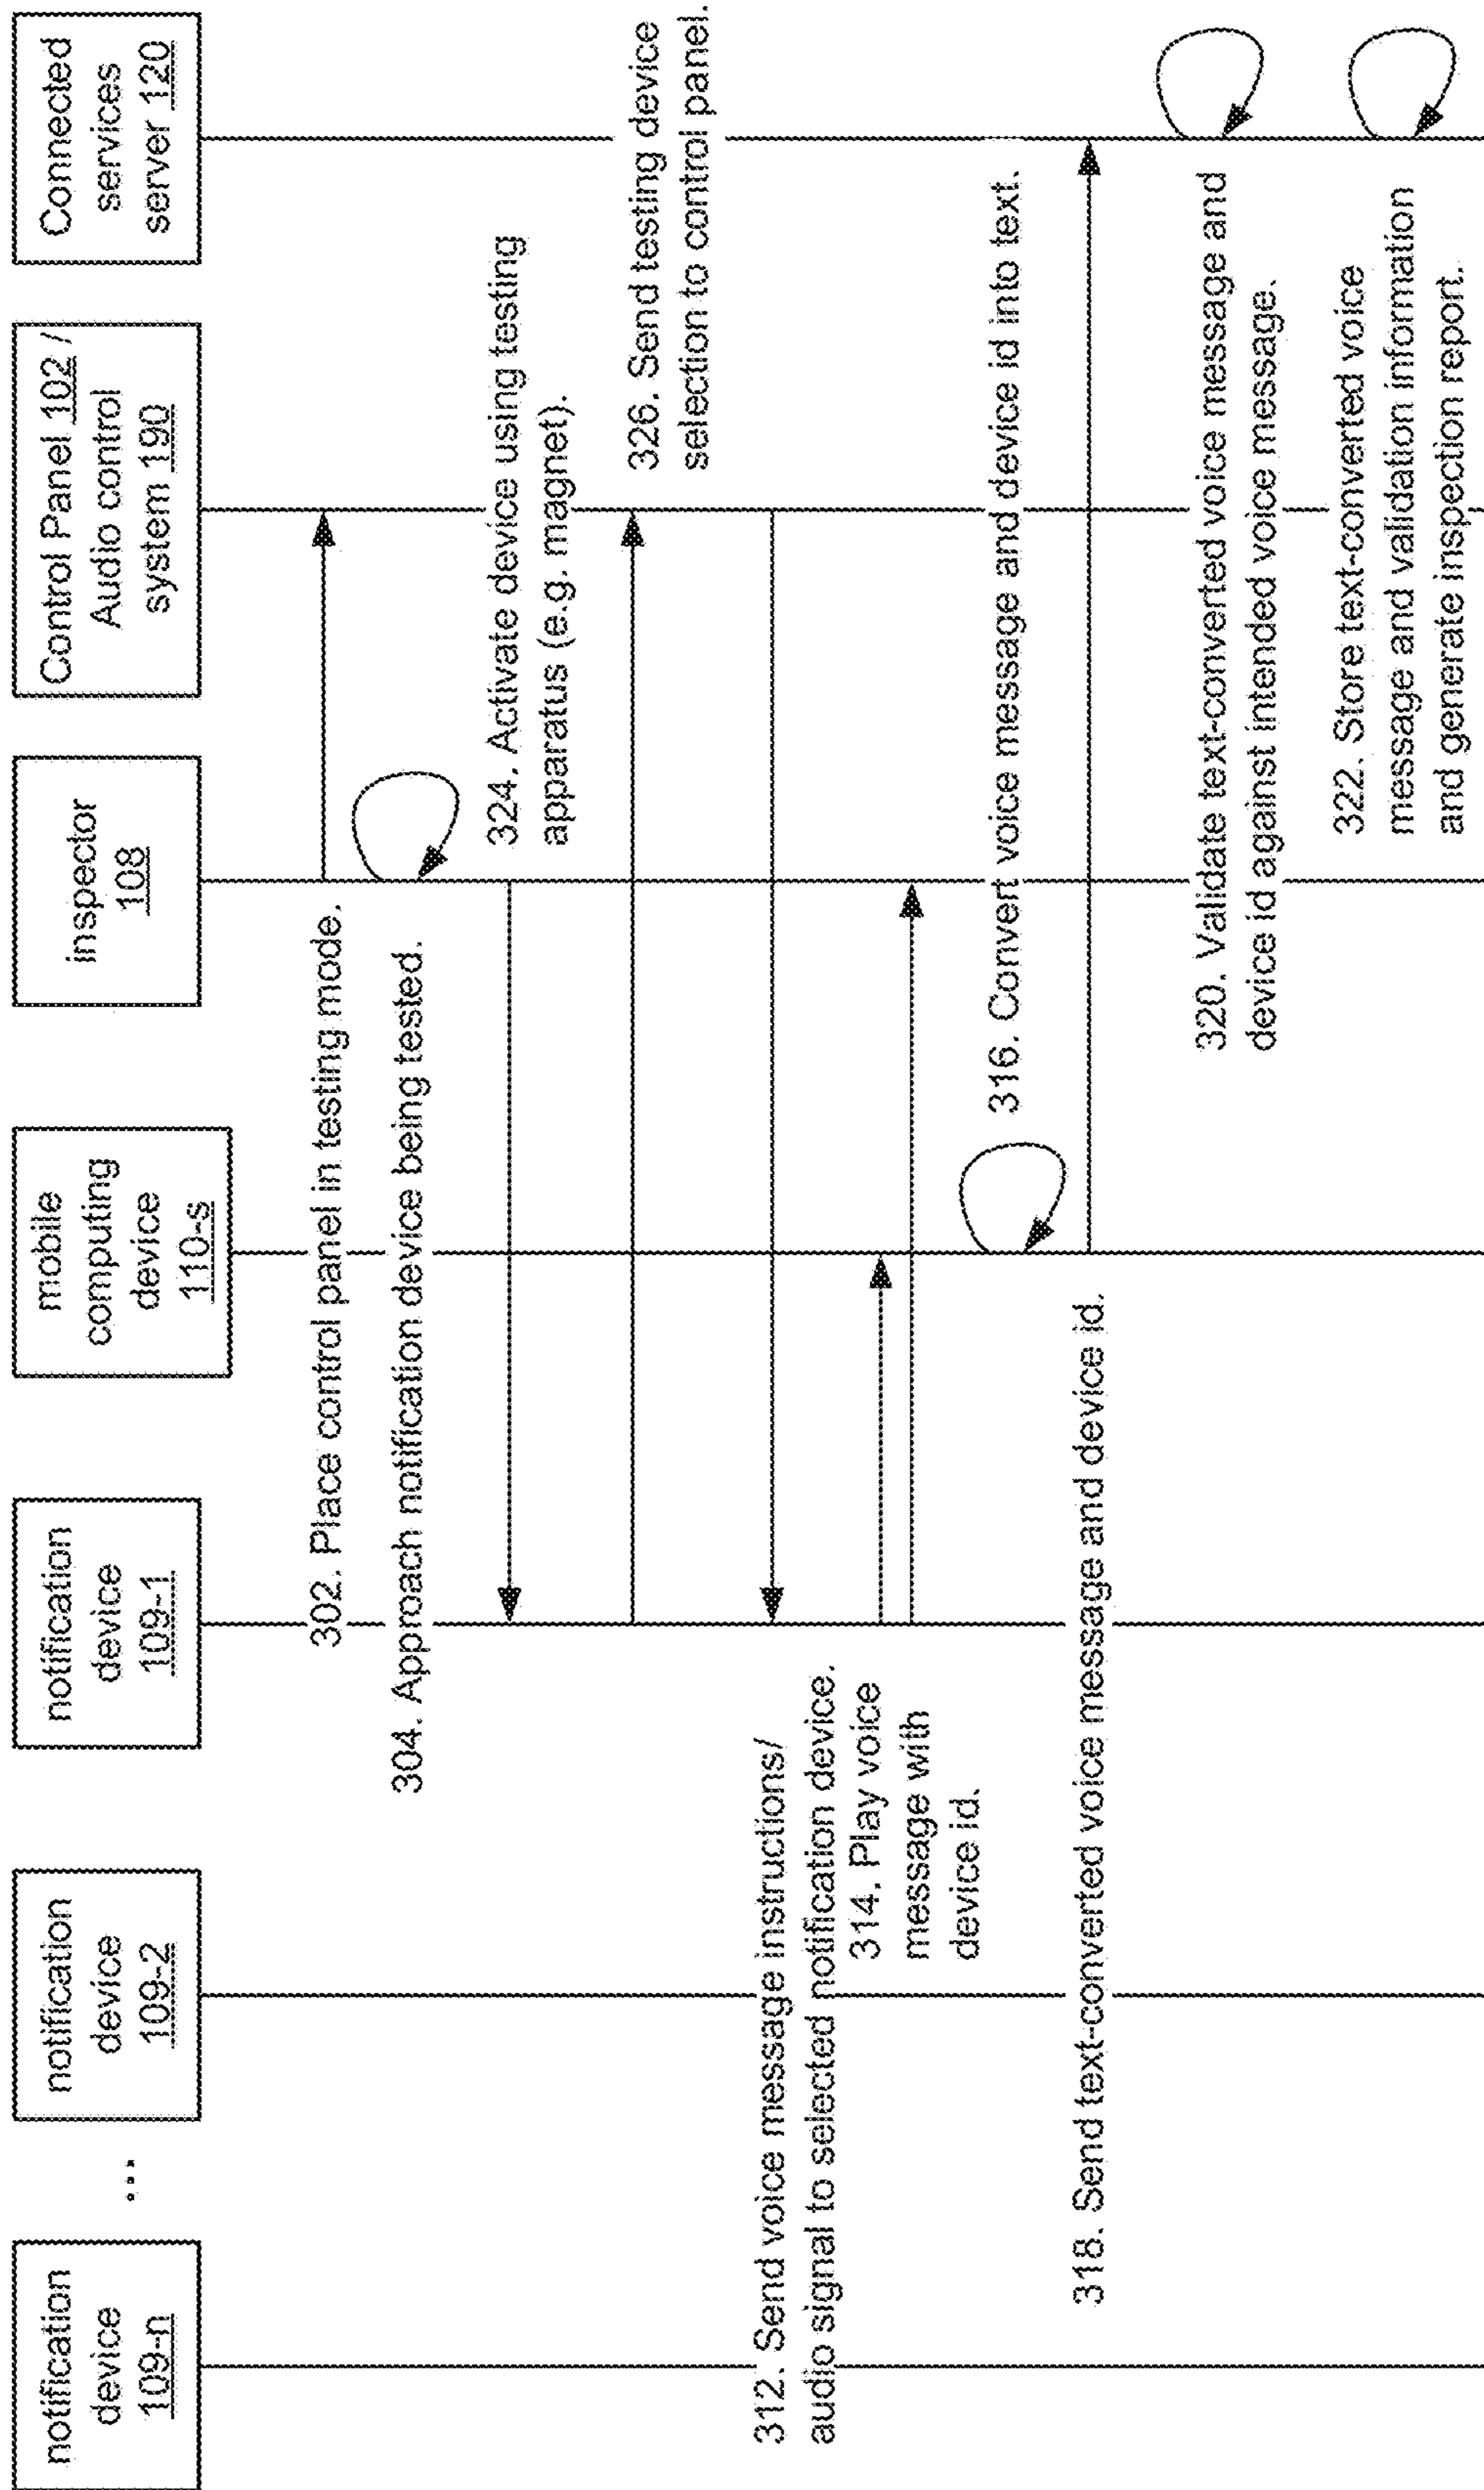 notification
device
109-n
...
notification
device
109-2
notification
device
109-1
mobile
computing
device
110-s
inspector
108
Control Panel 102 /
Audio control
system 190
Connected
services
server 120
302. Place control panel in testing mode.
304. Approach notification device being tested.
324. Activate device using testing
apparatus (e.g. magnet).
326. Send testing device
selection to control panel.
312. Send voice message instructions/
audio signal to selected notification device.
314. Play voice
message with
device id.
316. Convert voice message and device id into text.
318. Send text-converted voice message and device id.
320. Validate text-converted voice message and
device id against intended voice message.
322. Store text-converted voice
message and validation information
and generate inspection report.